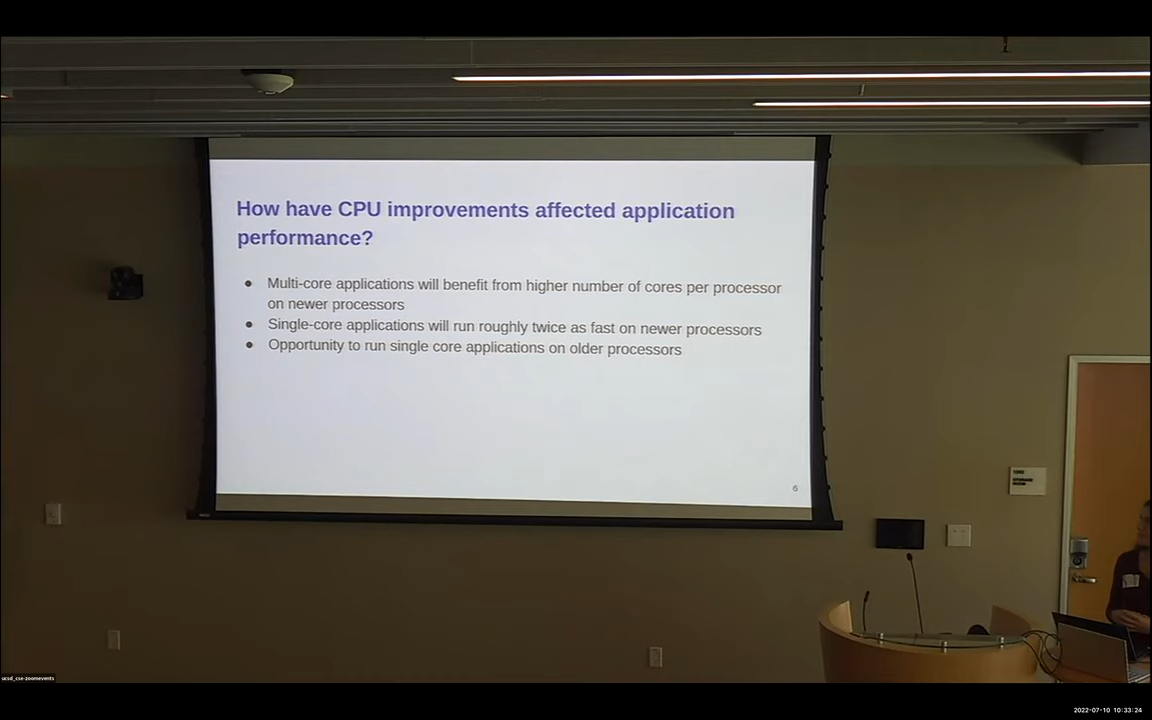 How have CPU improvements affected application
performance?
● Multi-core applications will benefit from higher number of cores per processor
on newer processors
● Single-core applications will run roughly twice as fast on newer processors
● Opportunity to run single core applications on older processors
6
STORAGE
ROOM
ucsd_cse-zoomevents
2022-07-10 10:33:24